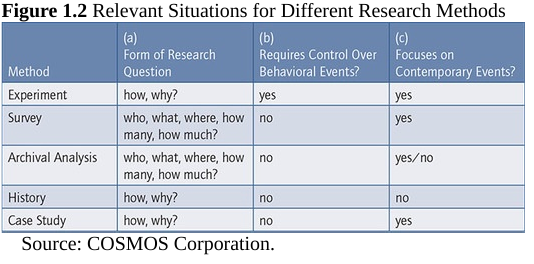 Figure 1.2 Relevant Situations for Different Research Methods
(a) (b) (c)
Form of Research Requires Control Over Focuses on
Method Question Behavioral Events? Contemporary Events?
Experiment how, why? yes yes
Survey who, what, where, how no yes
many, how much?
Archival Analysis who, what, where, how no yes/no
many, how much?
History how, why? no no
Case Study how, why? no yes
Source: COSMOS Corporation.